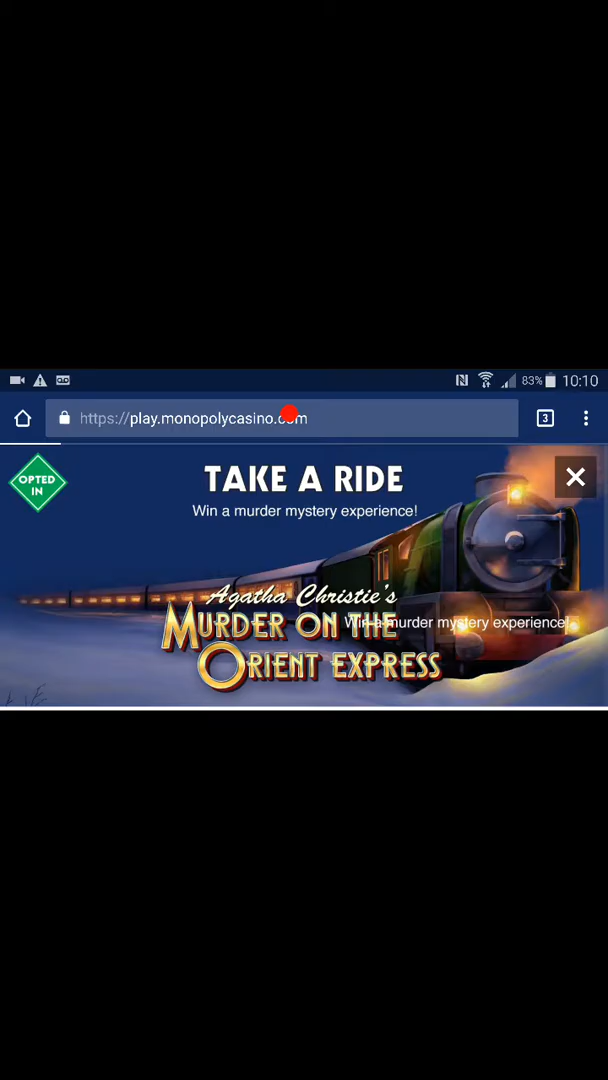 83% 10:10
https://play.monopolycasino.com
3
OPTED
IN
TAKE A RIDE
Win a murder mystery experience!
Agatha Christie's
MURDER ON THE
Win a murder mystery experience!
ORIENT EXPRESS